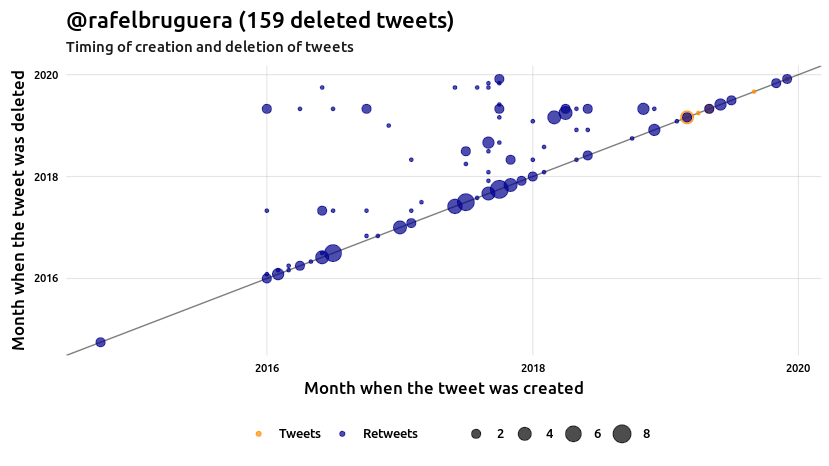 @rafelbruguera (159 deleted tweets)
Timing of creation and deletion of tweets
Month when the tweet was deleted
2020
2018
2016
2016 2018 2020
Month when the tweet was created
Tweets Retweets 2 4 6 8